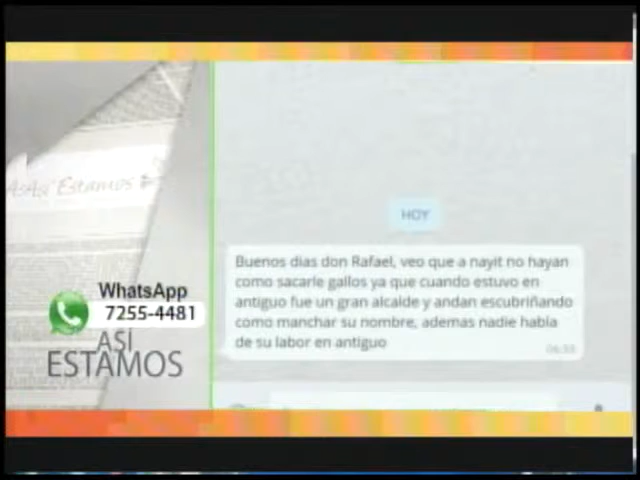 Así Estamos
HOY
Buenos dias don Rafael, veo que a nayit no hayan
como sacarle gallos ya que cuando estuvo en
antiguo fue un gran alcalde y andan escubriñando
como manchar su nombre, ademas nadie habla
de su labor en antiguo
WhatsApp
7255-4481
ASÍ
ESTAMOS